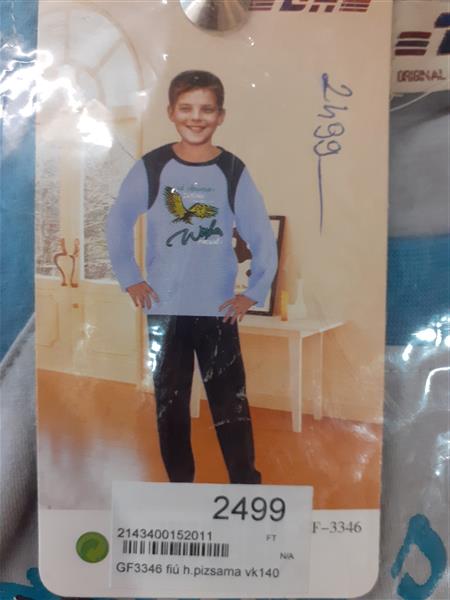 ORIGINAL
2499
2499
2143400152011
FT
N/A
GF3346 fiú h.pizsama vk140
F-3346